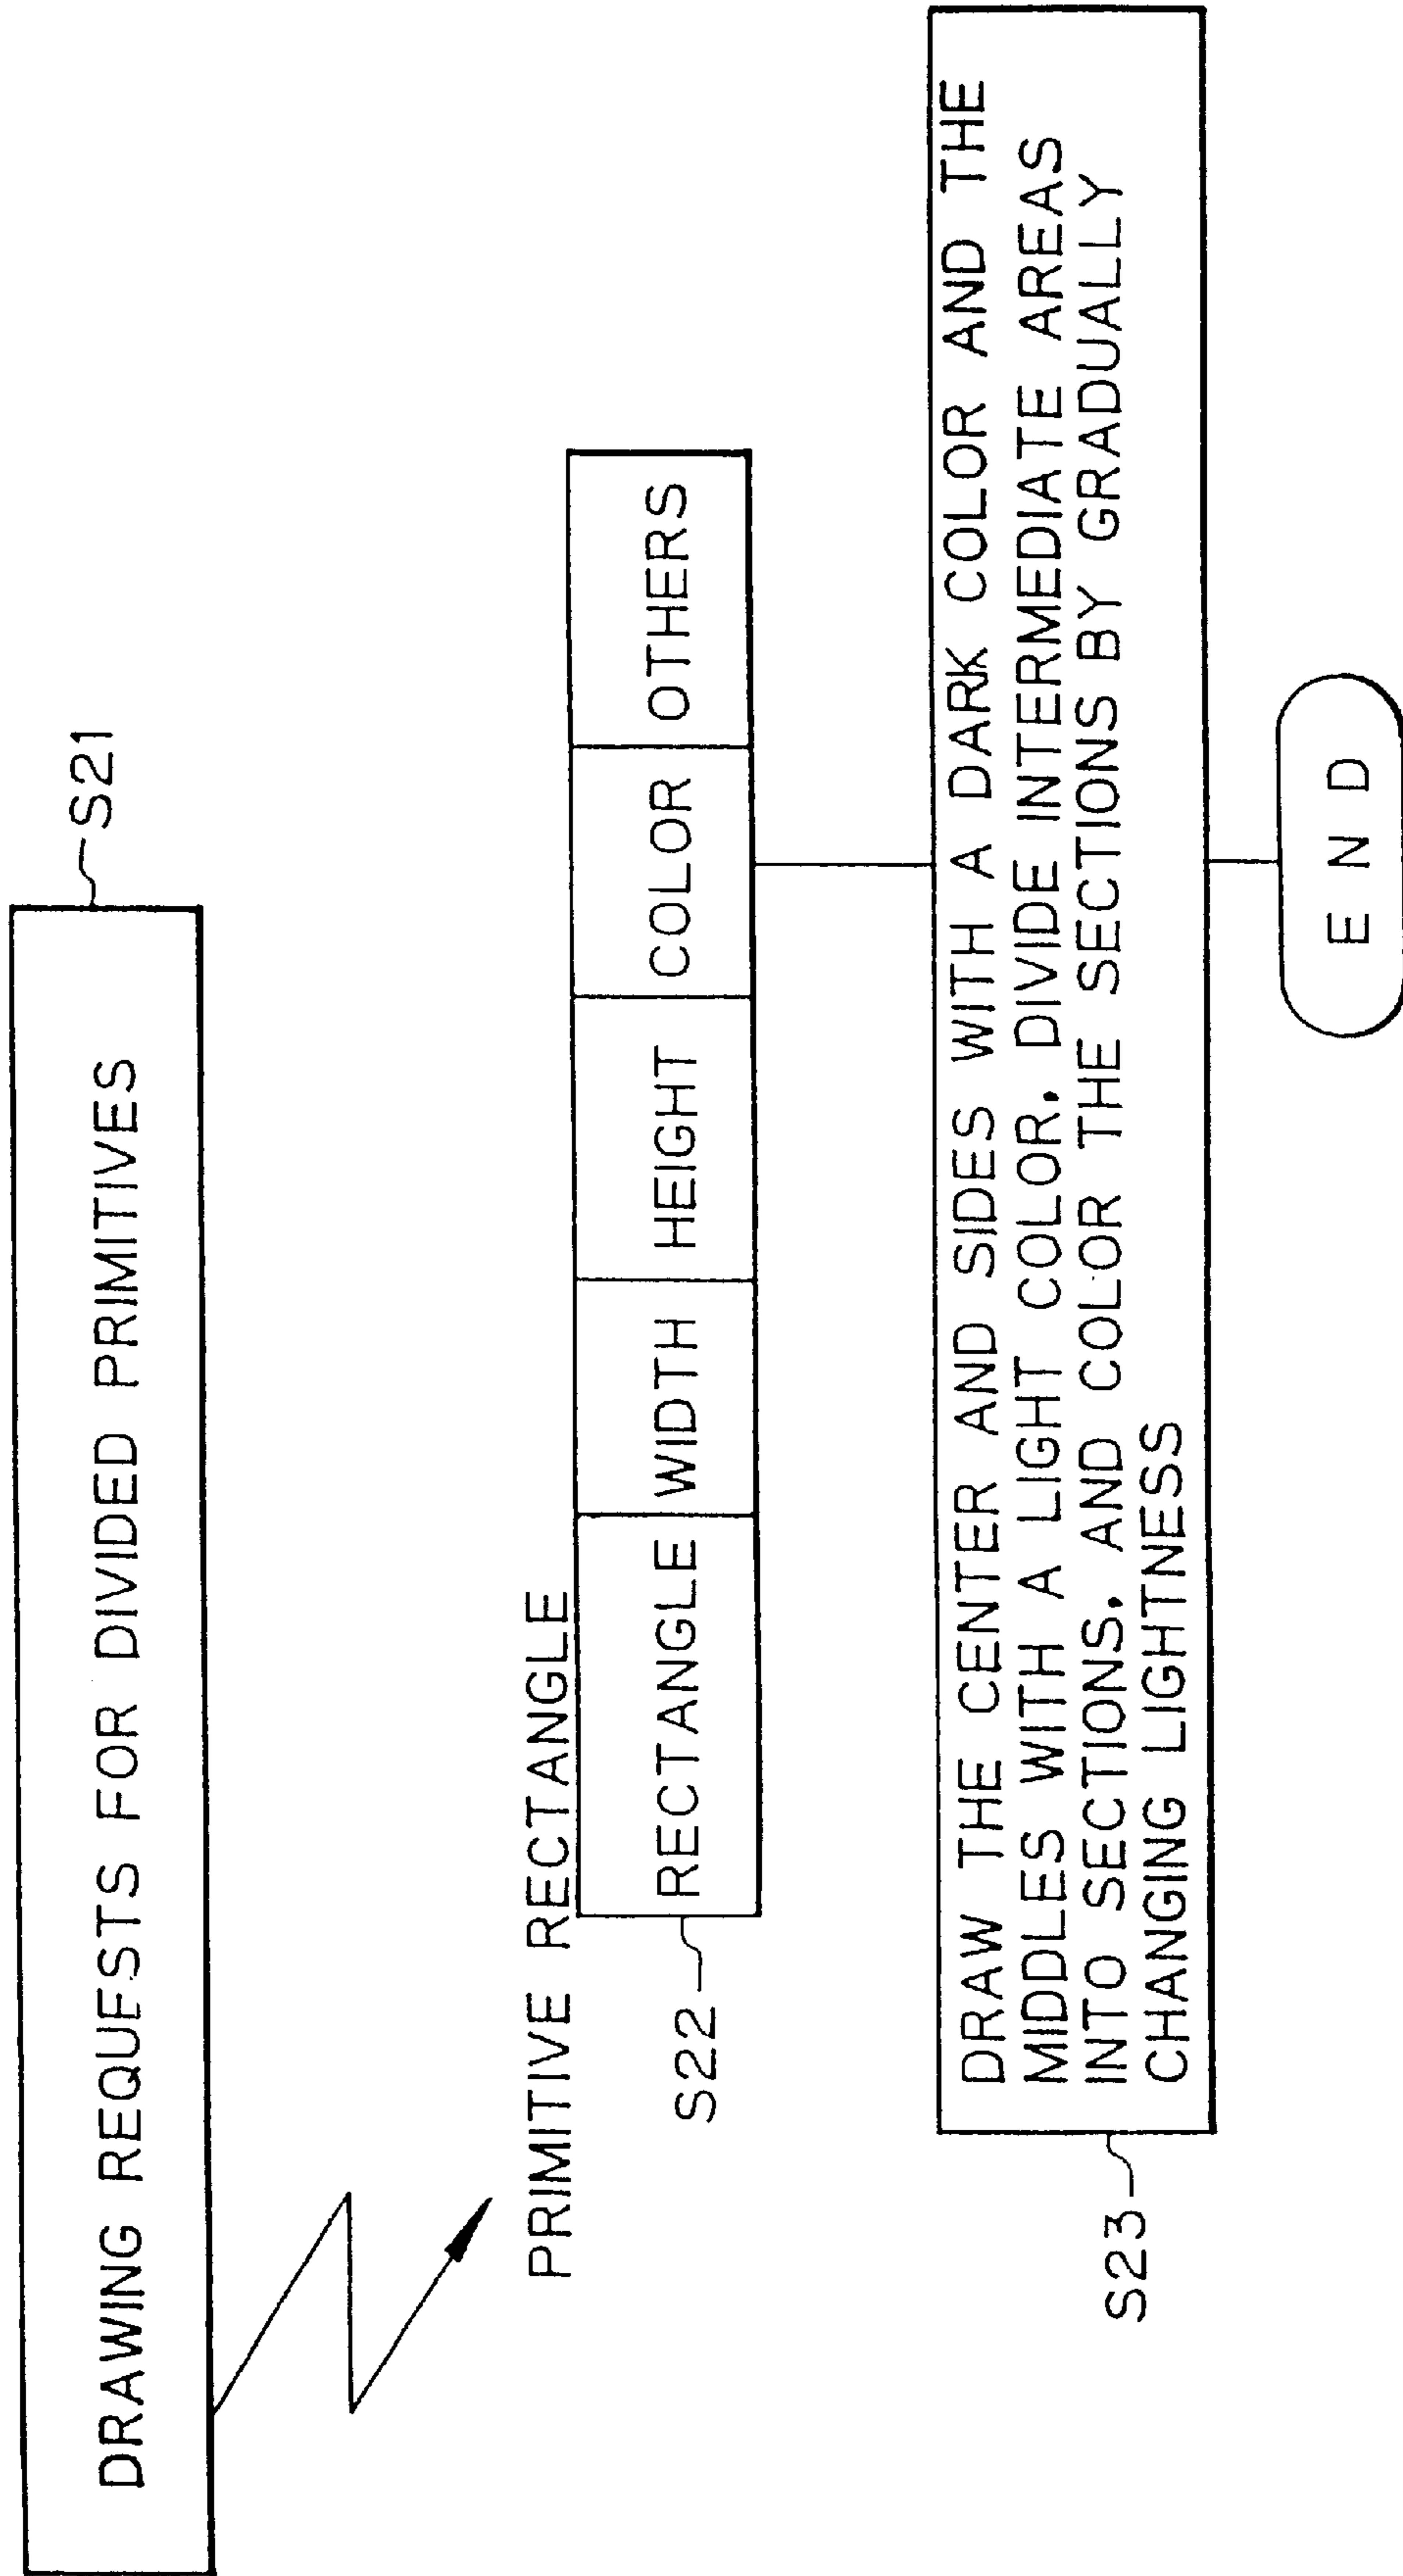 DRAWING REQUFSTS FOR DIVIDED PRIMITIVES
S21
PRIMITIVE RECTANGLE
S22
RECTANGLE WIDTH HEIGHT COLOR OTHERS
S23
DRAW THE CENTER AND SIDES WITH A DARK COLOR AND THE
MIDDLES WITH A LIGHT COLOR. DIVIDE INTERMEDIATE AREAS
INTO SECTIONS. AND COLOR THE SECTIONS BY GRADUALLY
CHANGING LIGHTNESS
END